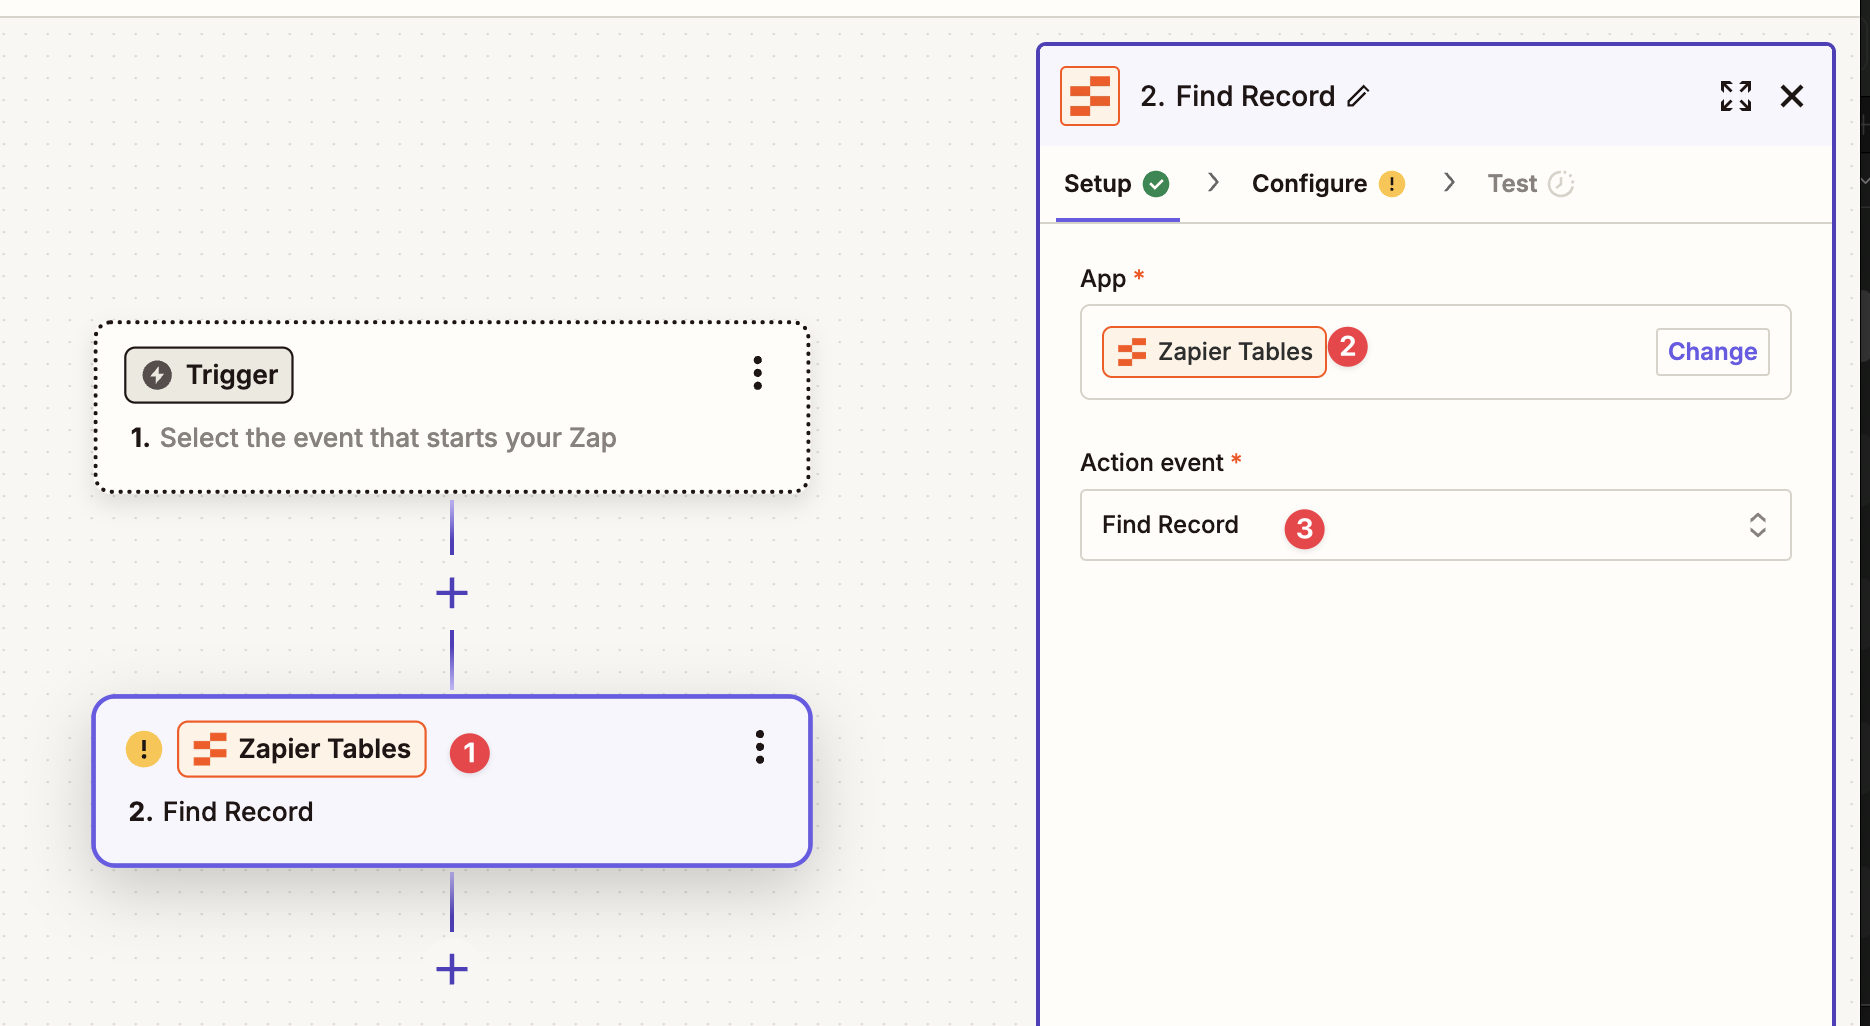 Trigger
1. Select the event that starts your Zap
! Zapier Tables 1
2. Find Record
2. Find Record
Setup
Configure !
Test
App *
Zapier Tables 2
Change
Action event *
Find Record 3